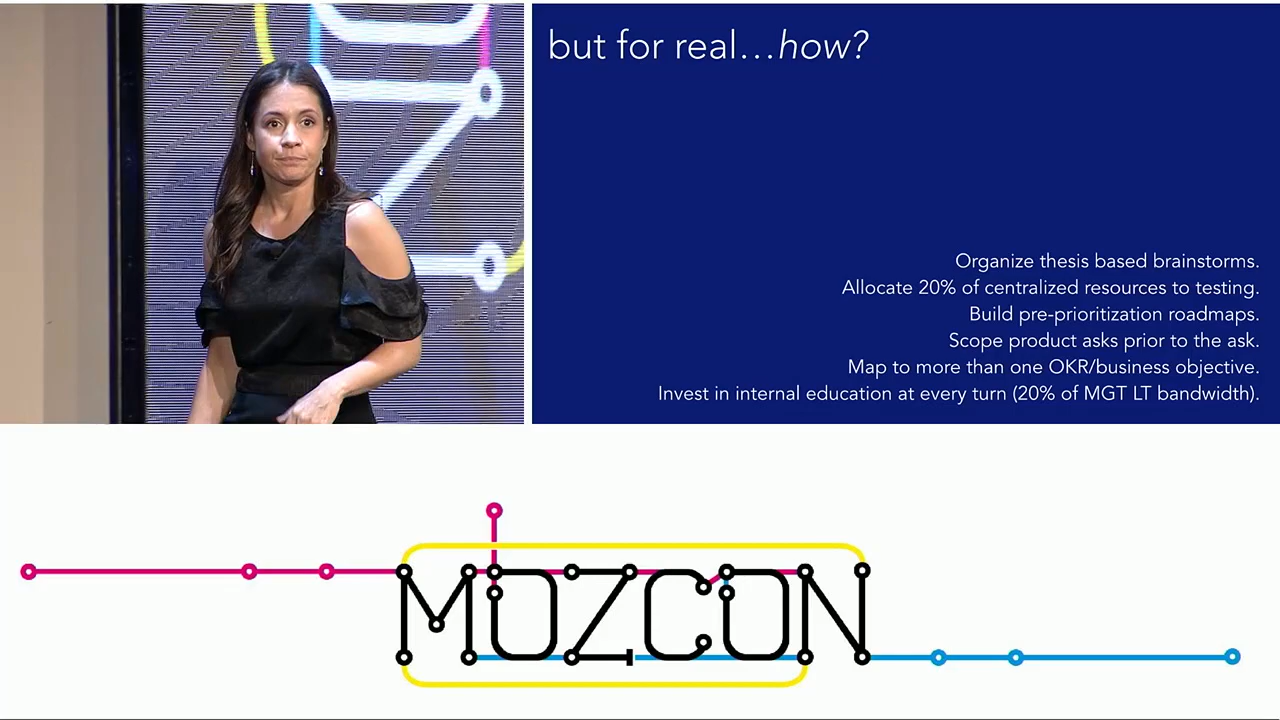 but for real...how?
Organize thesis based brainstorms.
Allocate 20% of centralized resources to testing.
Build pre-prioritization roadmaps.
Scope product asks prior to the ask.
Map to more than one OKR/business objective.
Invest in internal education at every turn (20% of MGT LT bandwidth).
MOZCON